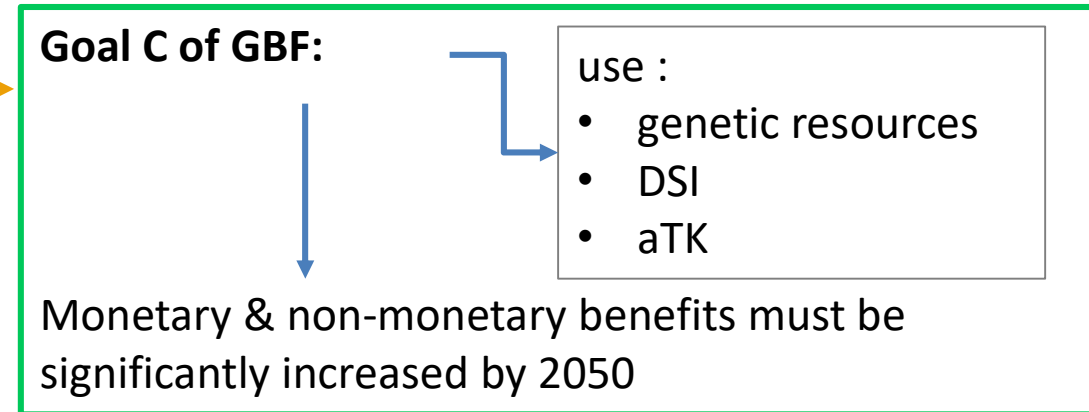 Goal C of GBF:
use :
• genetic resources
• DSI
• aTK
Monetary & non-monetary benefits must be
significantly increased by 2050